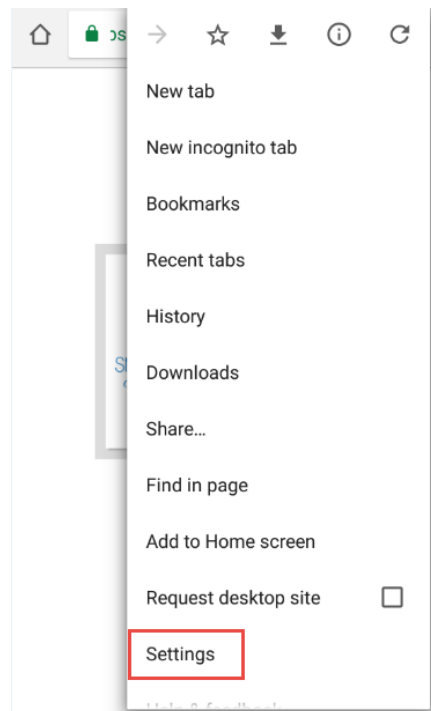 New tab
New incognito tab
Bookmarks
Recent tabs
History
Downloads
Share...
Find in page
Add to Home screen
Request desktop site
Settings